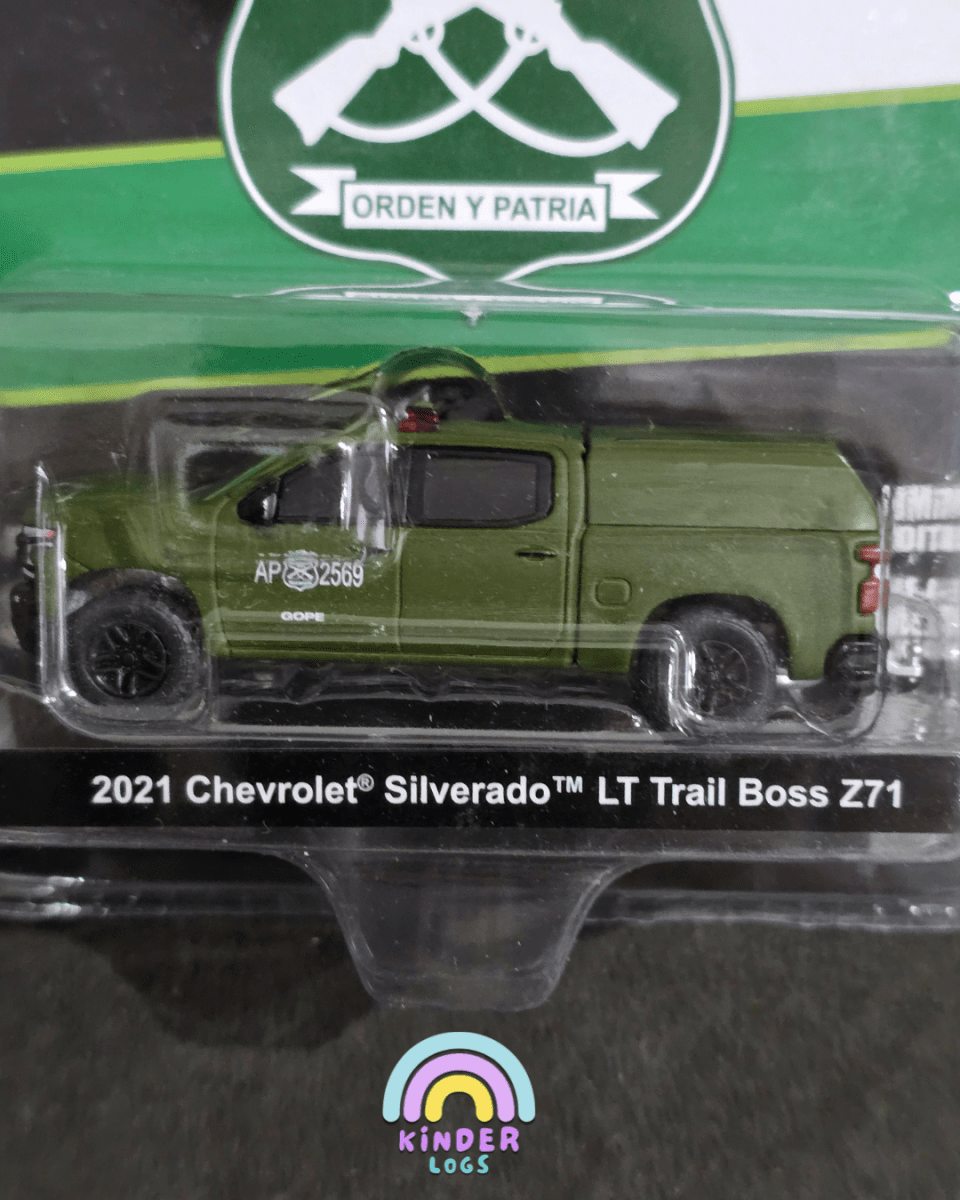 ORDEN Y PATRIA
AP 2569
GOPE
2021 Chevrolet® Silverado™ LT Trail Boss Z71
KiNDER
LOGS